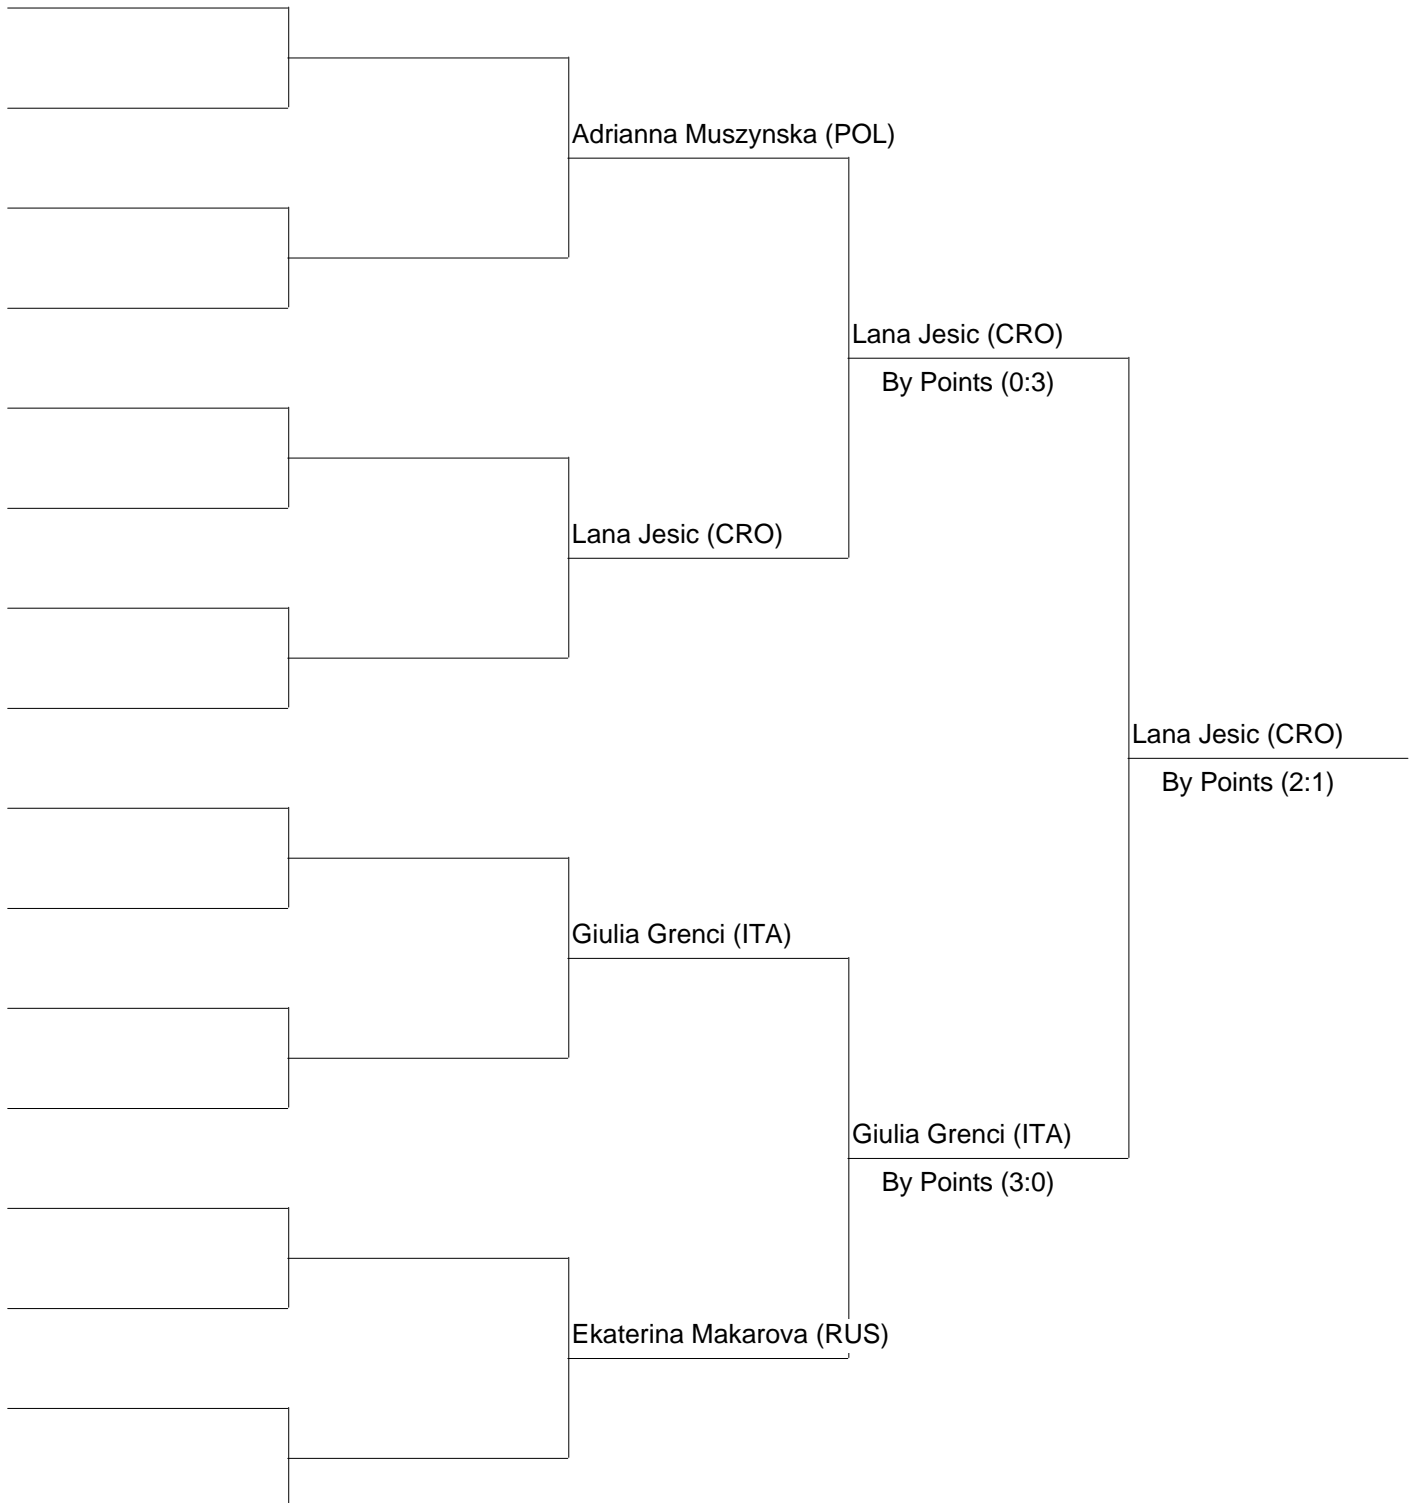 Adrianna Muszynska (POL)
Lana Jesic (CRO)
By Points (0:3)
Lana Jesic (CRO)
Lana Jesic (CRO)
By Points (2:1)
Giulia Grenci (ITA)
Giulia Grenci (ITA)
By Points (3:0)
Ekaterina Makarova (RUS)